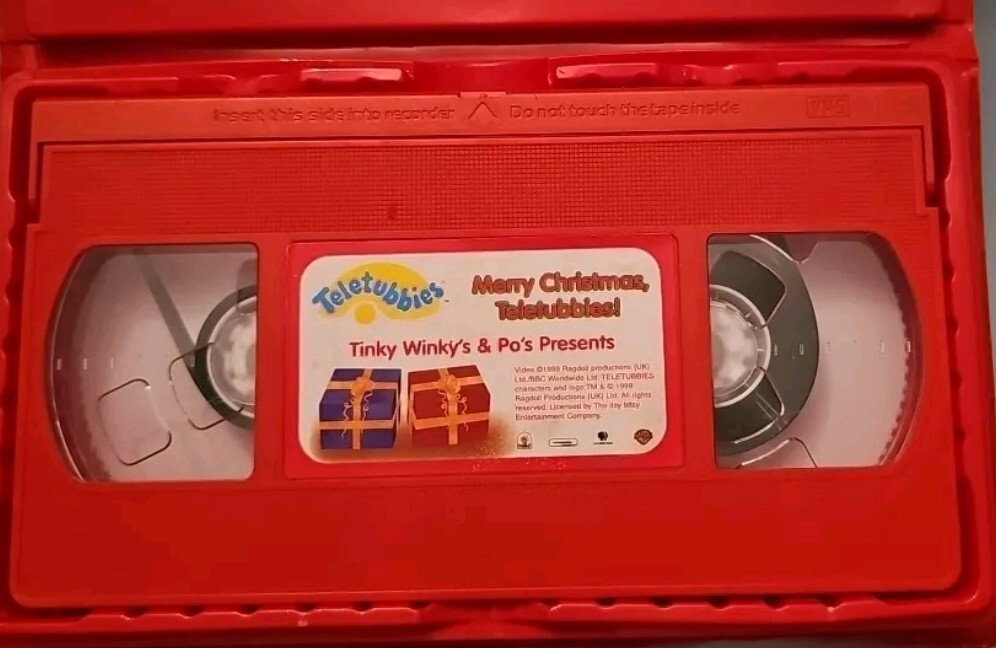 Insert this side into recorder
Do not touch the tape inside
VHS
Teletubbies™
Merry Christmas,
Teletubbies!
Tinky Winky's & Po's Presents
Video ©1999 Ragdoll productions (UK)
Ltd./BBC Worldwide Ltd. TELETUBBIES
characters and logo TM & © 1999
Ragdoll Productions (UK) Ltd. All rights
reserved. Licensed by The itsy bitsy
Entertainment Company.